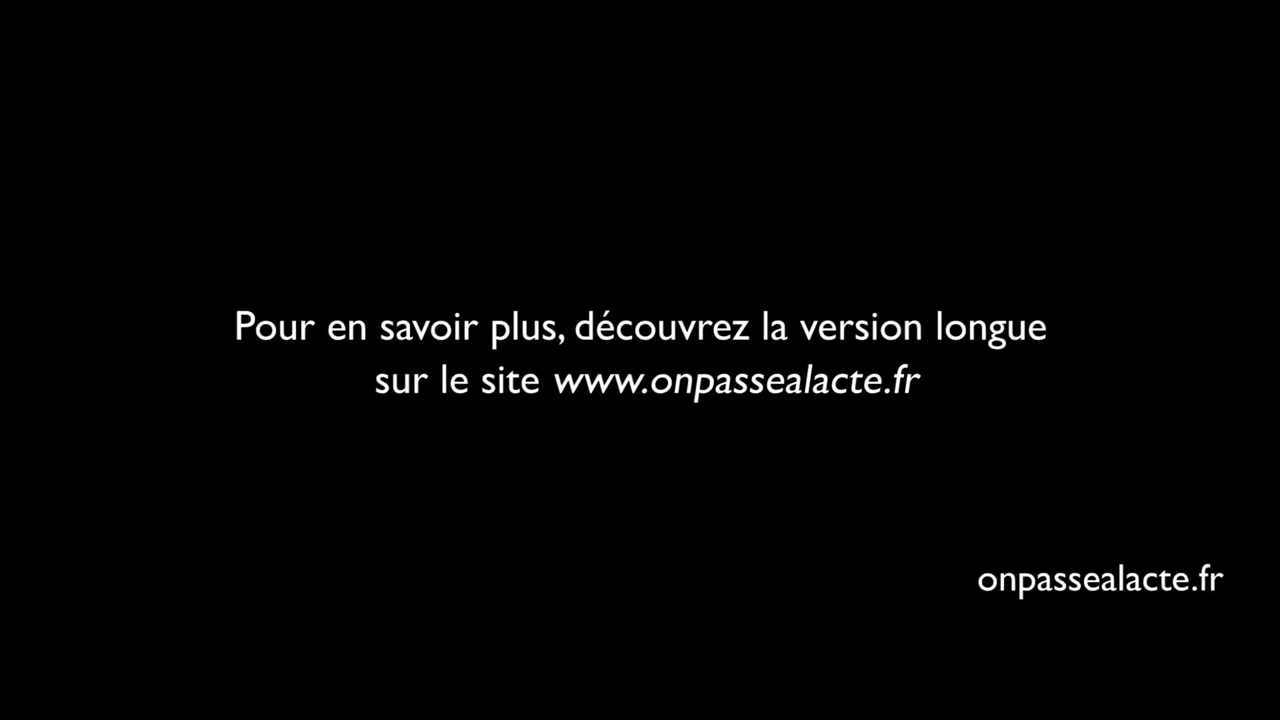 Pour en savoir plus, découvrez la version longue
sur le site www.onpassealacte.fr
onpassealacte.fr